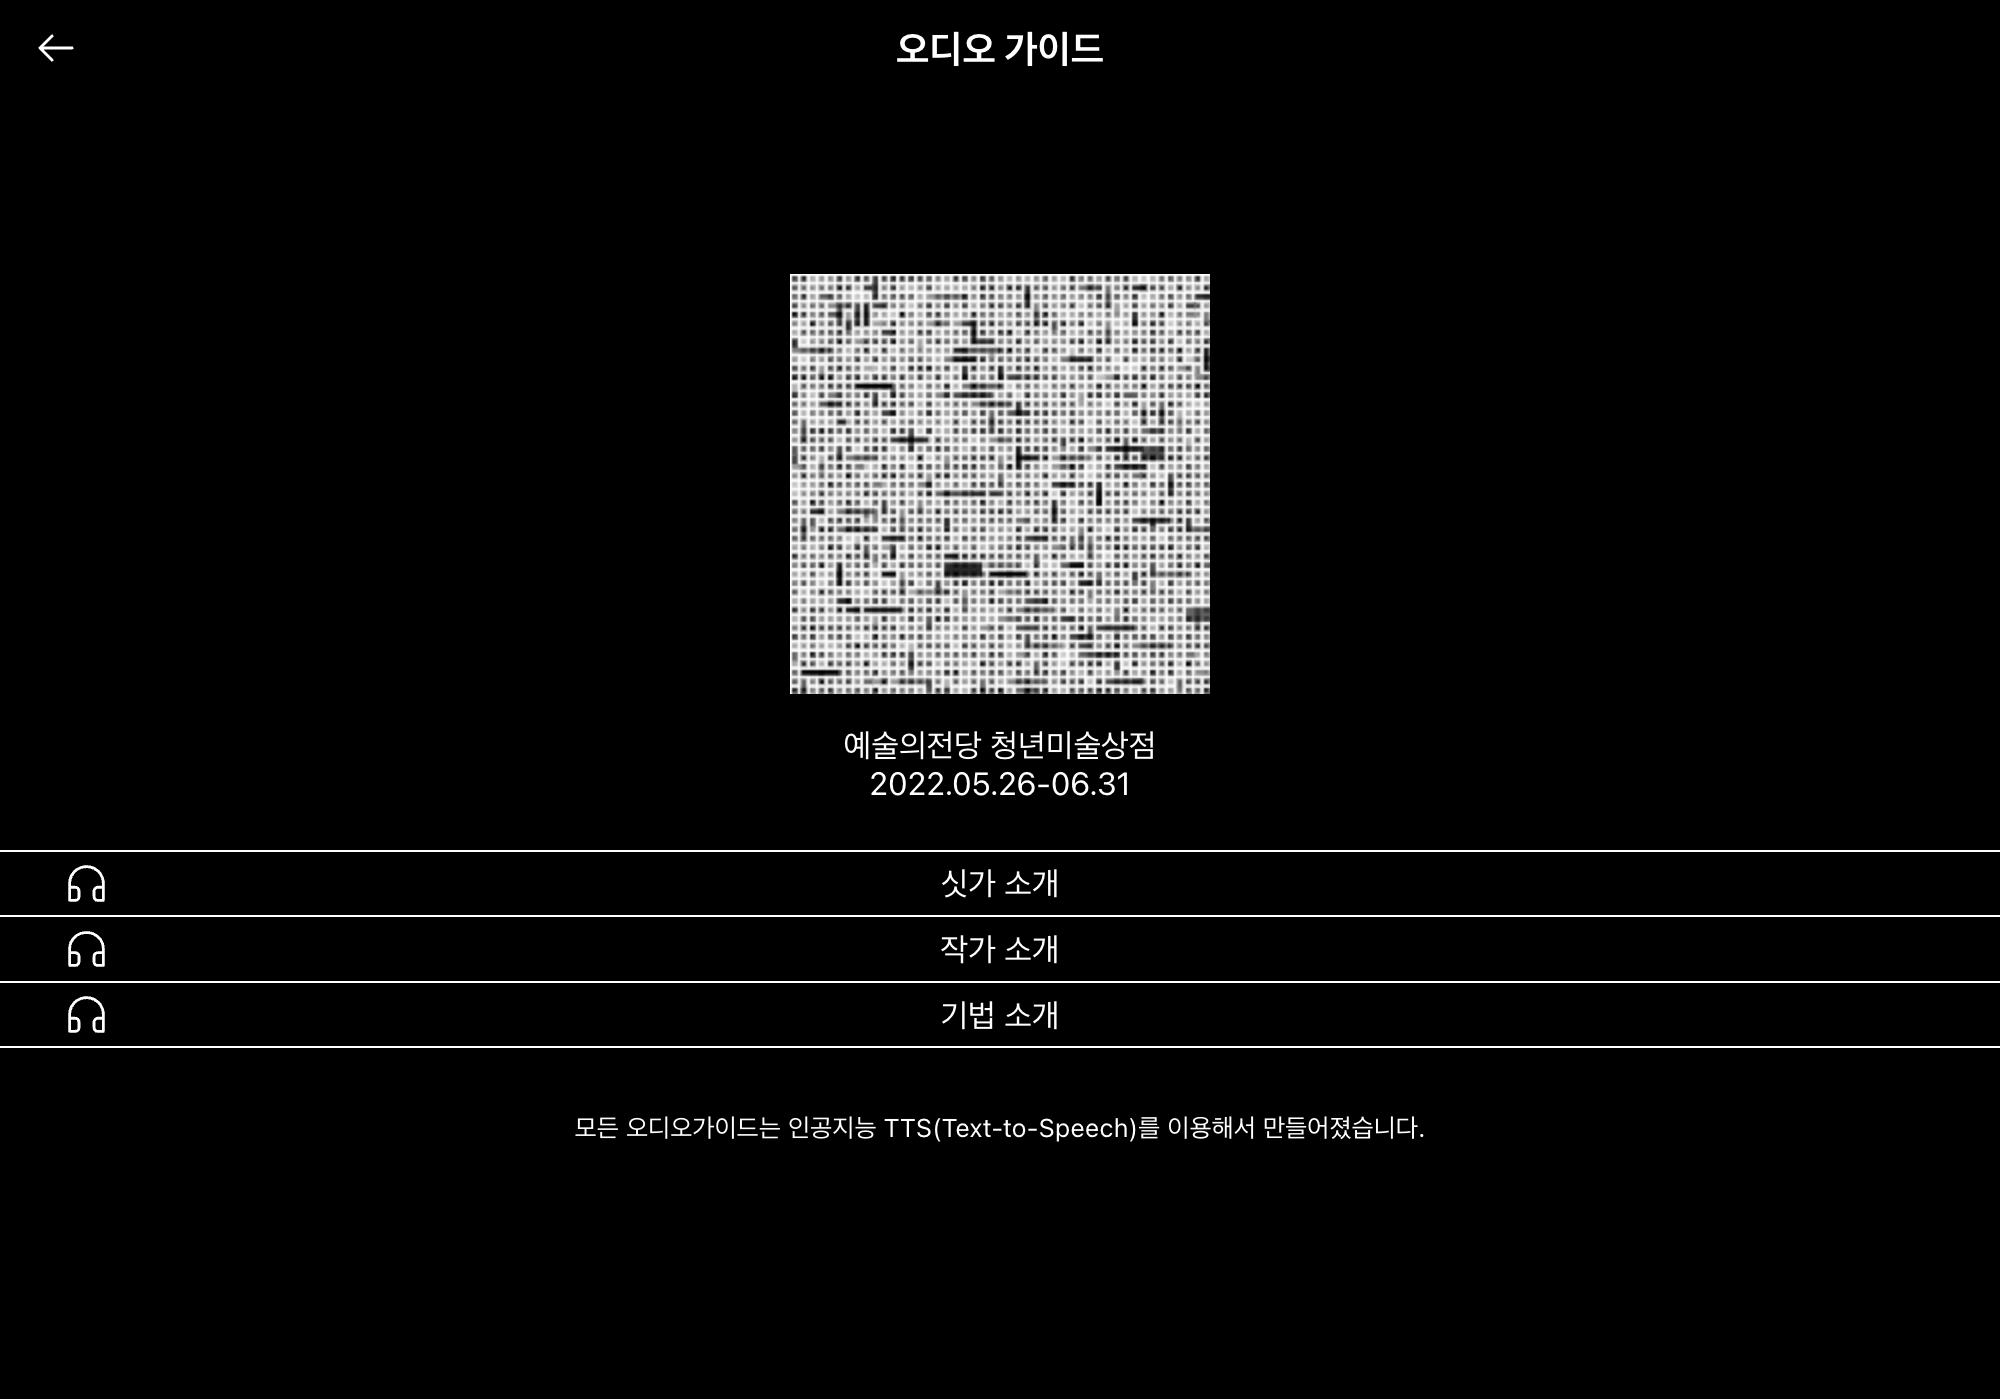 오디오 가이드
예술의전당 청년미술상점
2022.05.26-06.31
싯가 소개
작가 소개
기법 소개
모든 오디오가이드는 인공지능 TTS(Text-to-Speech)를 이용해서 만들어졌습니다.